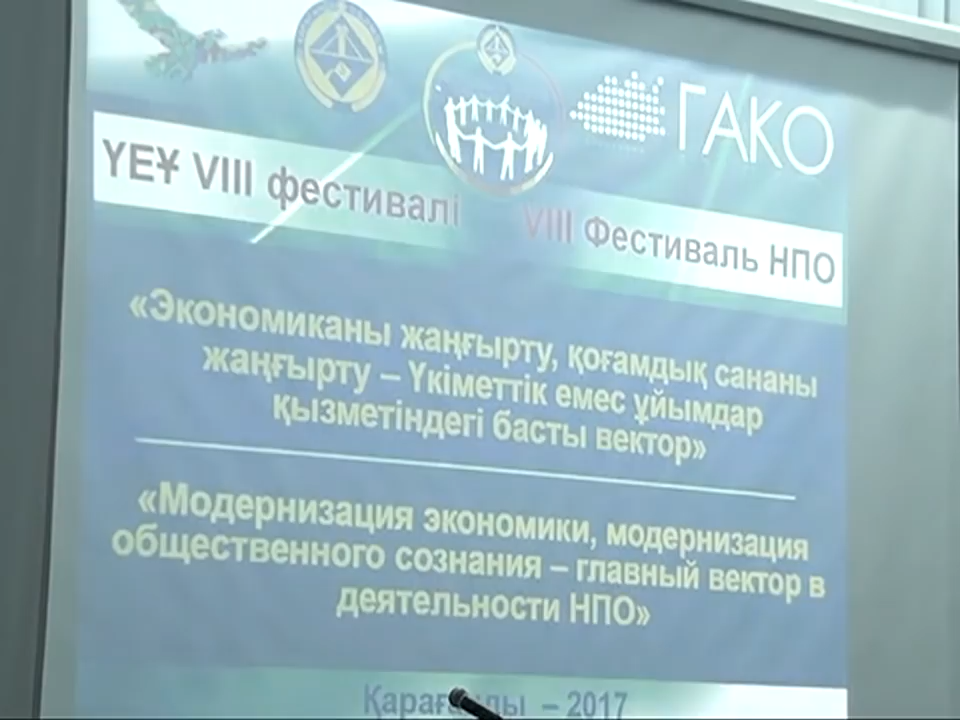 ГАКО
ҮЕҰ VIII фестивалі
VIII Фестиваль НПО
«Экономиканы жаңғырту, қоғамдық сананы
жаңғырту – Үкіметтік емес ұйымдар
қызметіндегі басты вектор»
«Модернизация экономики, модернизация
общественного сознания – главный вектор в
деятельности НПО»
Қарағанды – 2017